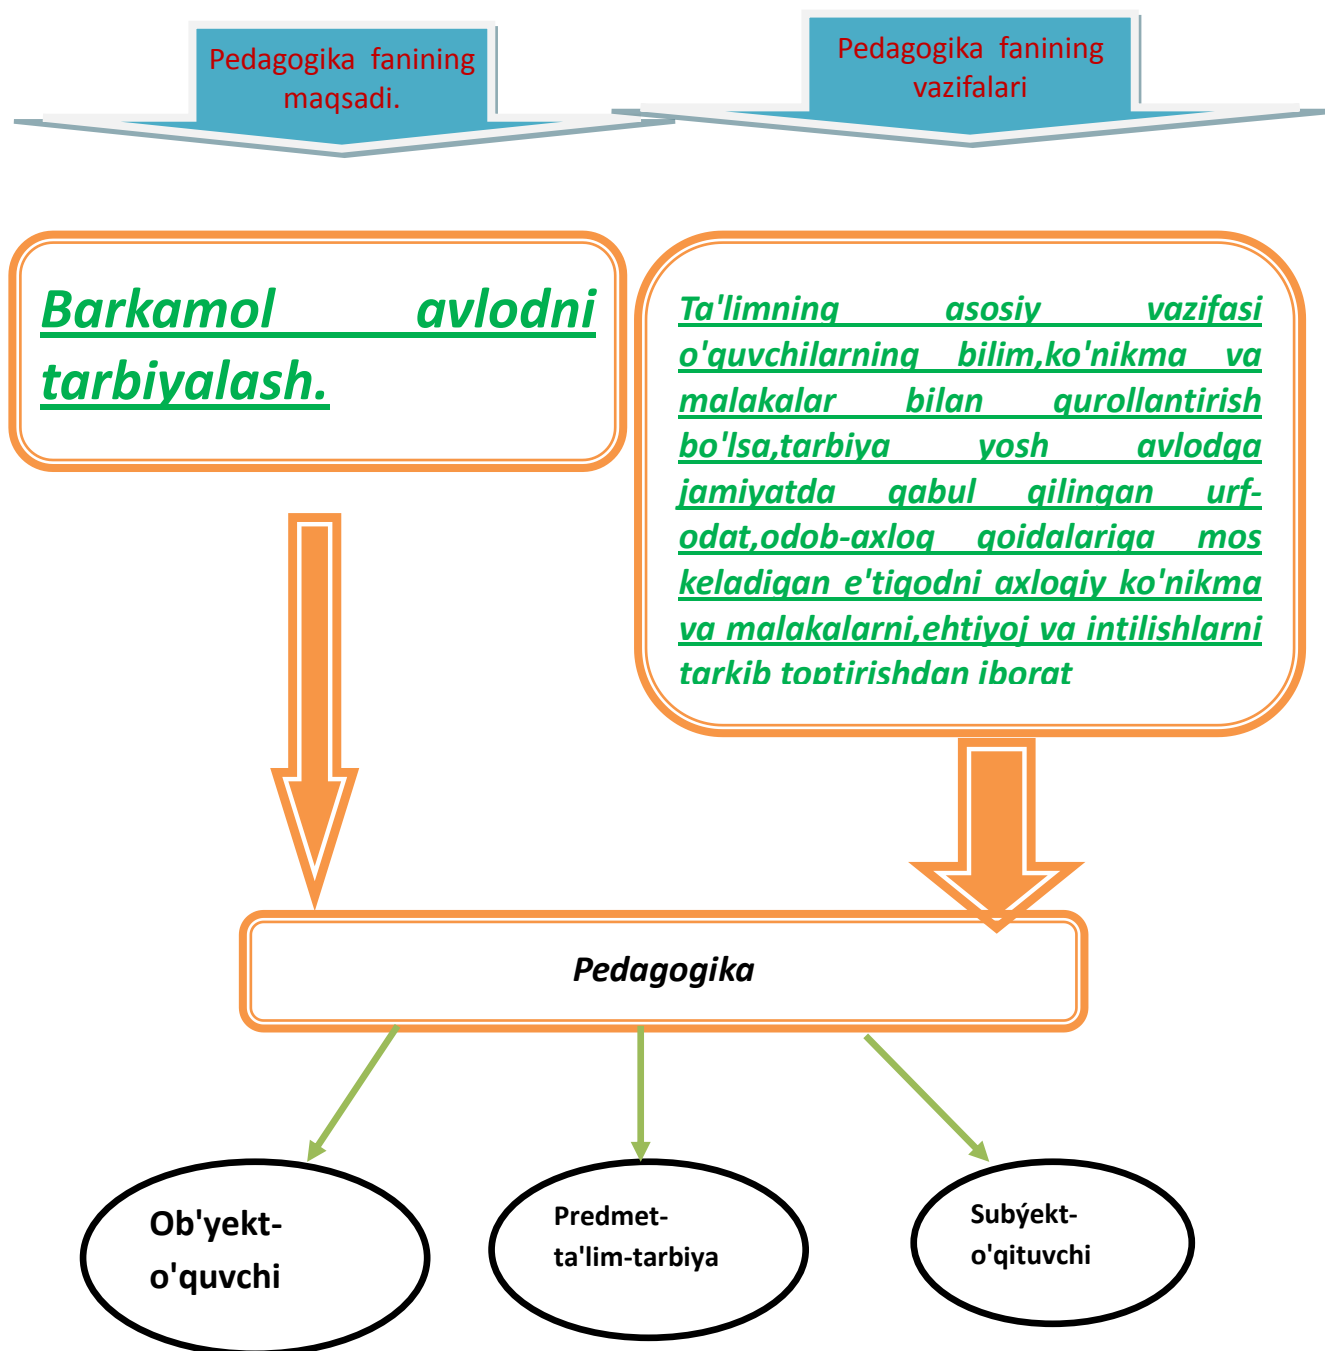 Pedagogika fanining
maqsadi.
Pedagogika fanining
vazifalari
Barkamol avlodni
tarbiyalash.
Ta'limning asosiy vazifasi
o'quvchilarning bilim,ko'nikma va
malakalar bilan qurollantirish
bo'lsa,tarbiya yosh avlodga
jamiyatda qabul qilingan urf-
odat,odob-axloq qoidalariga mos
keladigan e'tiqodni axloqiy ko'nikma
va malakalarni,ehtiyoj va intilishlarni
tarkib toptirishdan iborat
Pedagogika
Ob'yekt-
o'quvchi
Predmet-
ta'lim-tarbiya
Subýekt-
o'qituvchi